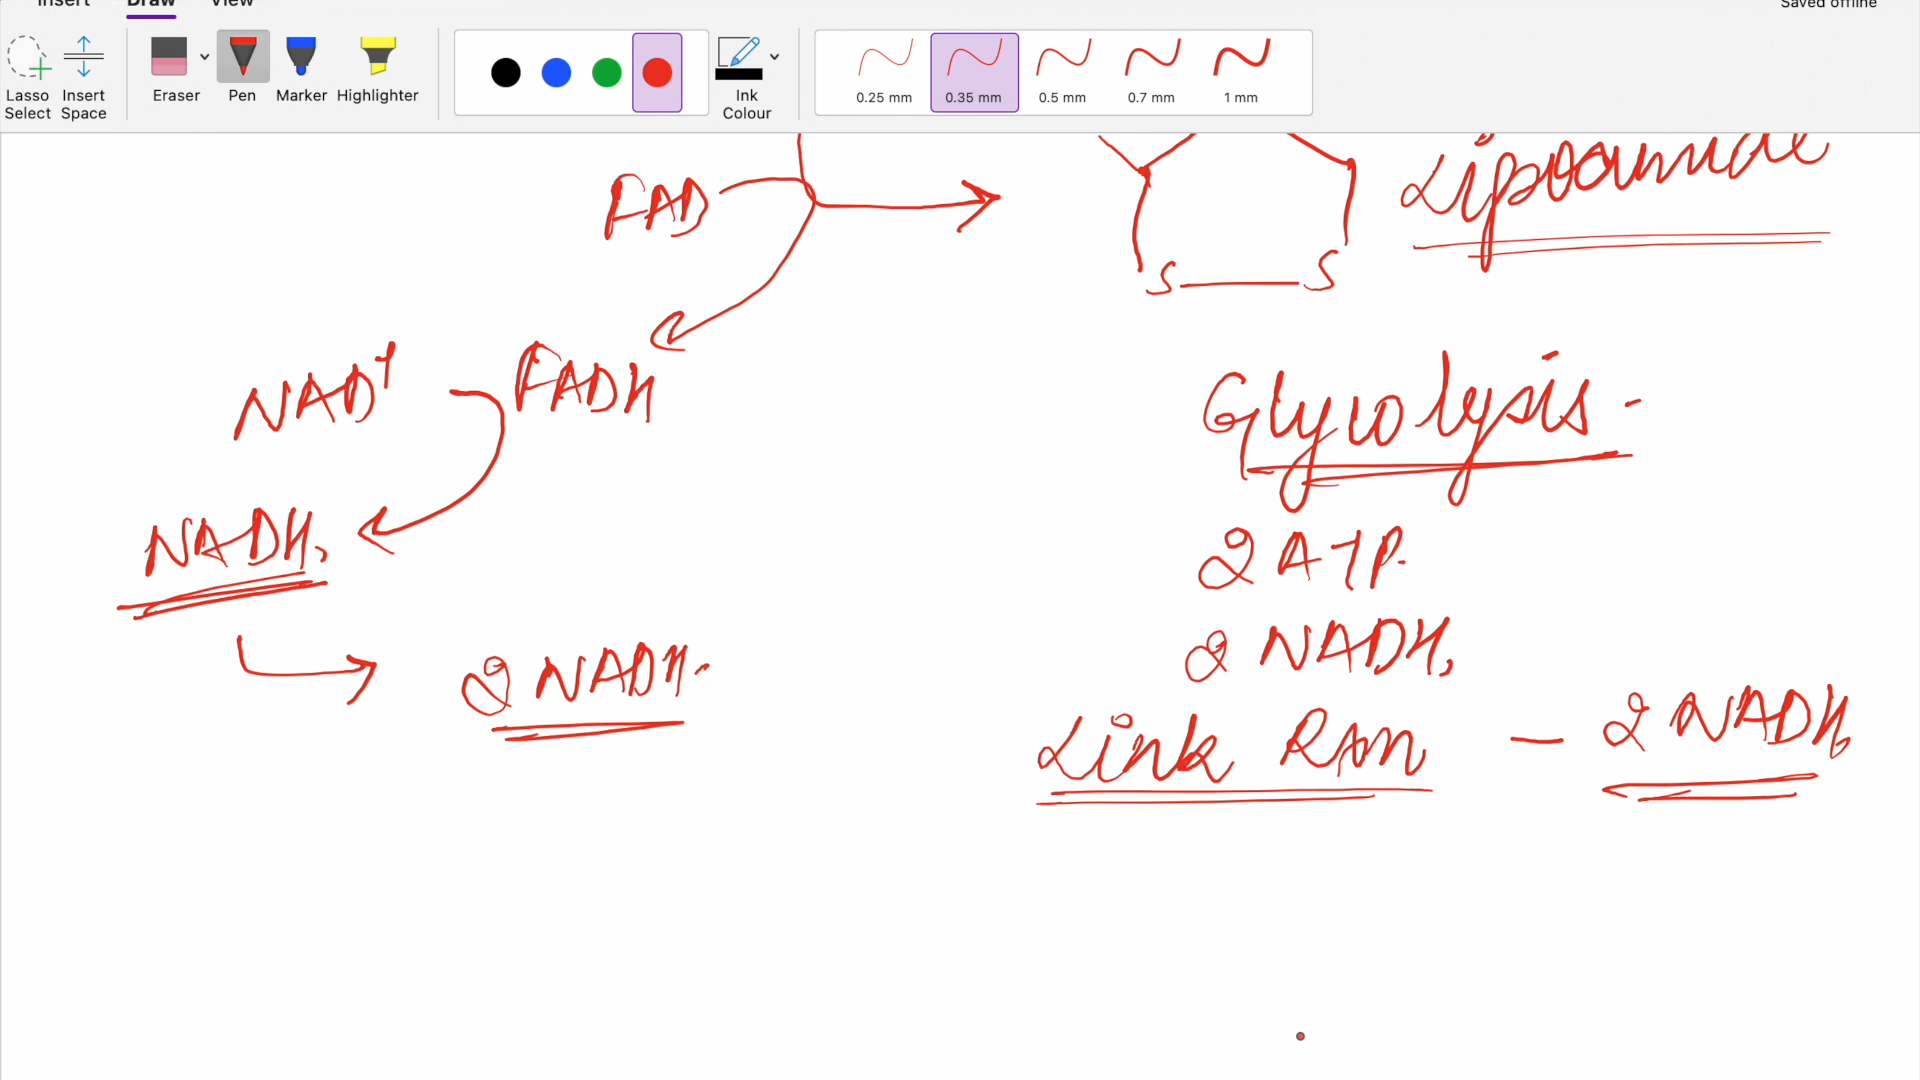 Insert Draw View Saved offline
Lasso Select
Insert Space
Eraser
Pen
Marker
Highlighter
Ink Colour
0.25 mm
0.35 mm
0.5 mm
0.7 mm
1 mm
Lipoamide
FAD
S S
NAD+ FADH
Glycolysis.
NADH,
2 ATP.
2 NADH,
2 NADH.
Link Rxn — 2 NADH